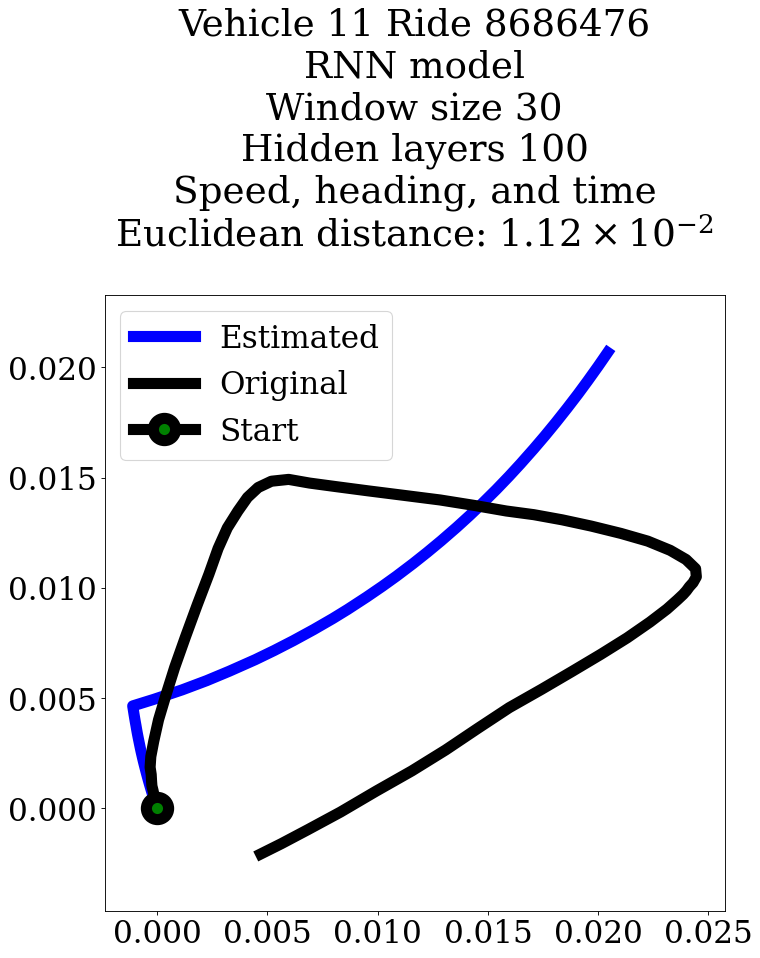 Vehicle 11 Ride 8686476
RNN model
Window size 30
Hidden layers 100
Speed, heading, and time
Euclidean distance: 1.12 × 10⁻²
Estimated
Original
Start
0.020
0.015
0.010
0.005
0.000
0.000 0.005 0.010 0.015 0.020 0.025